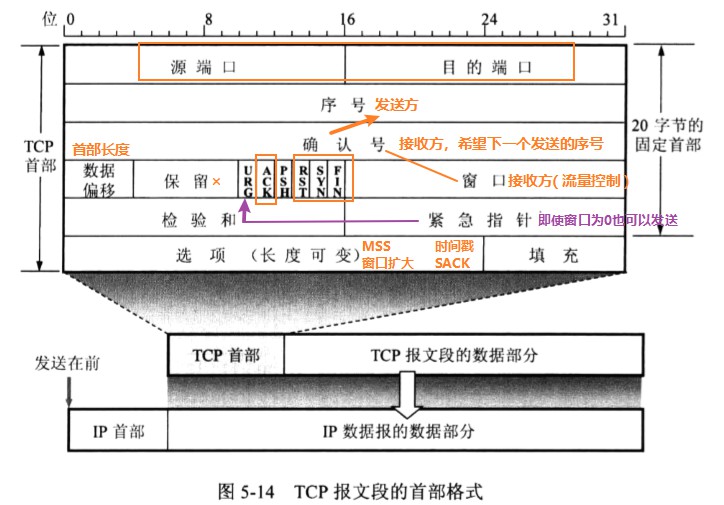 位 0 8 16 24 31
源端口 目的端口
序号 发送方
确认号 接收方，希望下一个发送的序号
TCP
首部
20 字节的
固定首部
首部长度
数据
偏移
保留×
URG
ACK
PSH
RST
SYN
FIN
窗口 接收方(流量控制)
检验和 紧急指针 即使窗口为0也可以发送
选项（长度可变） MSS 时间戳 填充
窗口扩大 SACK
TCP 首部 TCP 报文段的数据部分
发送在前
IP 首部 IP 数据报的数据部分
图 5-14 TCP 报文段的首部格式